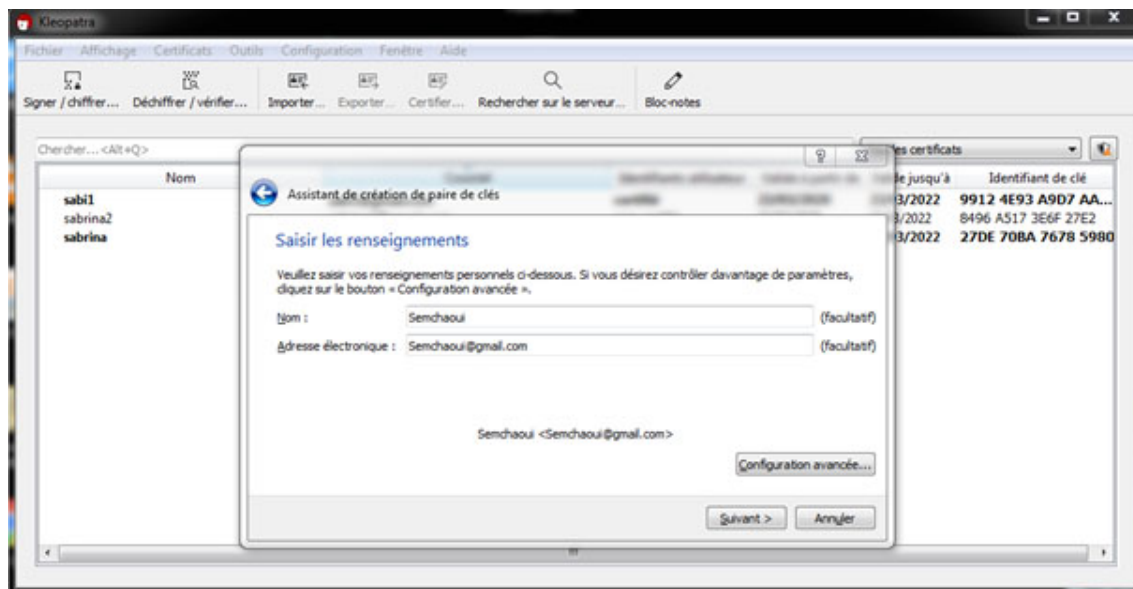 Kleopatra
Fichier Affichage Certificats Outils Configuration Fenêtre Aide
Signer / chiffrer... Déchiffrer / vérifier... Importer... Exporter... Certifier... Rechercher sur le serveur... Bloc-notes
Chercher...<Alt+Q> les certificats
Nom de jusqu'à Identifiant de clé
sabi1 3/2022 9912 4E93 A9D7 AA...
sabrina2 3/2022 8496 A517 3E6F 27E2
sabrina 3/2022 27DE 70BA 7678 5980
Assistant de création de paire de clés
Saisir les renseignements
Veuillez saisir vos renseignements personnels ci-dessous. Si vous désirez contrôler davantage de paramètres,
cliquez sur le bouton « Configuration avancée ».
Nom : Semchaoui (facultatif)
Adresse électronique : Semchaoui@gmail.com (facultatif)
Semchaoui <Semchaoui@gmail.com>
Configuration avancée...
Suivant > Annuler